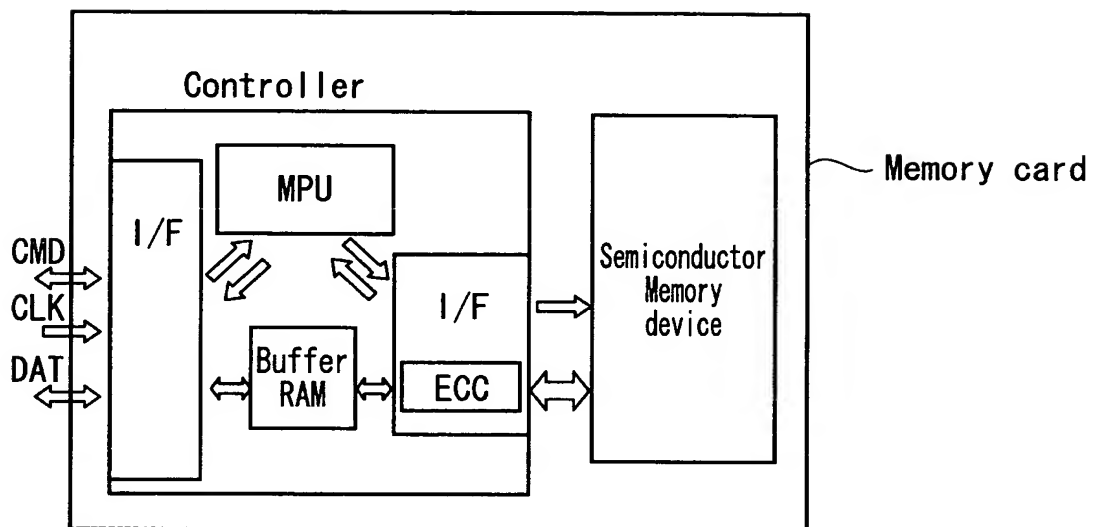 Controller
MPU
Memory card
I/F
CMD
Semiconductor
Memory
device
CLK
I/F
Buffer
RAM
DAT
ECC